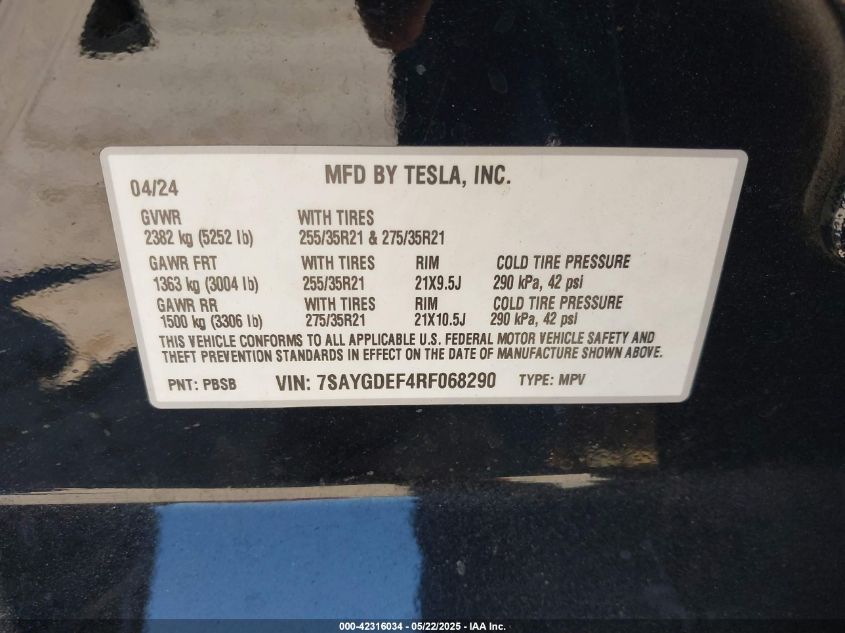 MFD BY TESLA, INC.
04/24
GVWR WITH TIRES
2382 kg (5252 lb) 255/35R21 & 275/35R21
GAWR FRT WITH TIRES RIM COLD TIRE PRESSURE
1363 kg (3004 lb) 255/35R21 21X9.5J 290 kPa, 42 psi
GAWR RR WITH TIRES RIM COLD TIRE PRESSURE
1500 kg (3306 lb) 275/35R21 21X10.5J 290 kPa, 42 psi
THIS VEHICLE CONFORMS TO ALL APPLICABLE U.S. FEDERAL MOTOR VEHICLE SAFETY AND
THEFT PREVENTION STANDARDS IN EFFECT ON THE DATE OF MANUFACTURE SHOWN ABOVE.
PNT: PBSB VIN: 7SAYGDEF4RF068290 TYPE: MPV
000-42316034 - 05/22/2025 - IAA Inc.